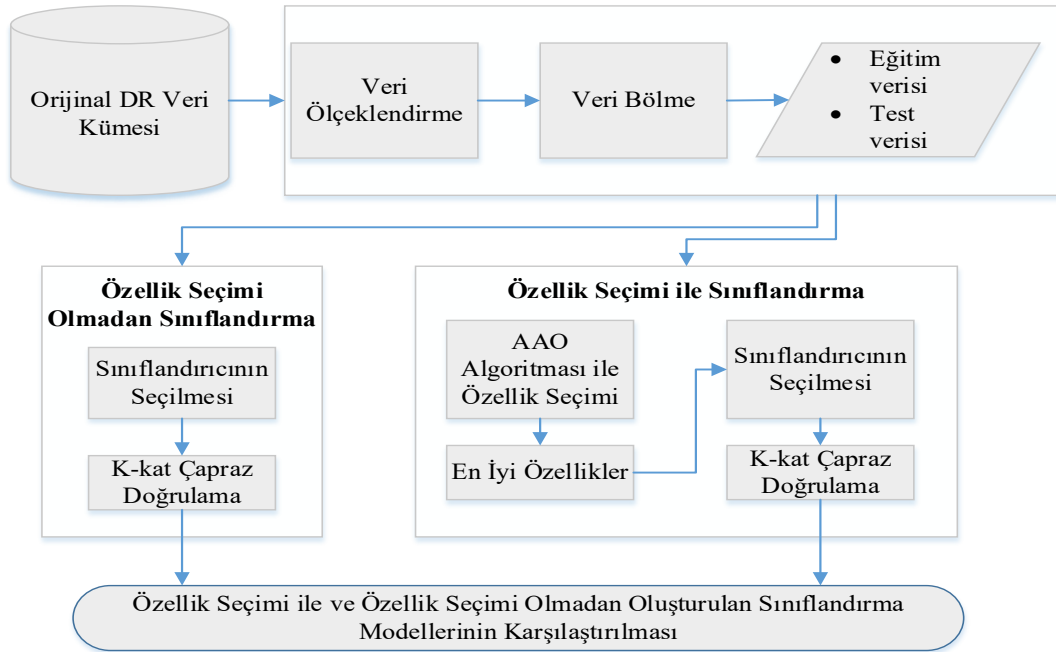 Orijinal DR Veri
Kümesi
Veri
Ölçeklendirme
Veri Bölme
• Eğitim
verisi
• Test
verisi
Özellik Seçimi
Olmadan Sınıflandırma
Sınıflandırıcının
Seçilmesi
K-kat Çapraz
Doğrulama
Özellik Seçimi ile Sınıflandırma
AAO
Algoritması ile
Özellik Seçimi
En İyi Özellikler
Sınıflandırıcının
Seçilmesi
K-kat Çapraz
Doğrulama
Özellik Seçimi ile ve Özellik Seçimi Olmadan Oluşturulan Sınıflandırma
Modellerinin Karşılaştırılması